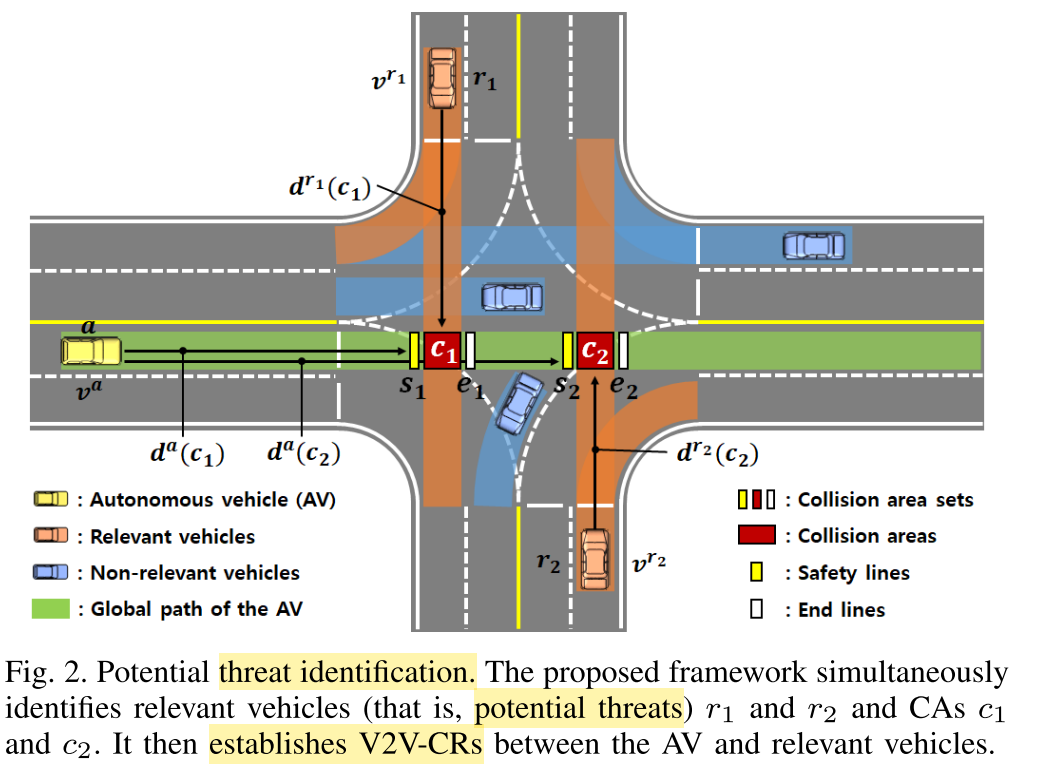 v^{r_1}
r_1
d^{r_1}(c_1)
a
c_1
c_2
v^a
s_1
e_1
s_2
e_2
d^a(c_1)
d^a(c_2)
d^{r_2}(c_2)
r_2
v^{r_2}
: Autonomous vehicle (AV)
: Relevant vehicles
: Non-relevant vehicles
: Global path of the AV
: Collision area sets
: Collision areas
: Safety lines
: End lines
Fig. 2. Potential threat identification. The proposed framework simultaneously
identifies relevant vehicles (that is, potential threats) r_1 and r_2 and CAs c_1
and c_2. It then establishes V2V-CRs between the AV and relevant vehicles.